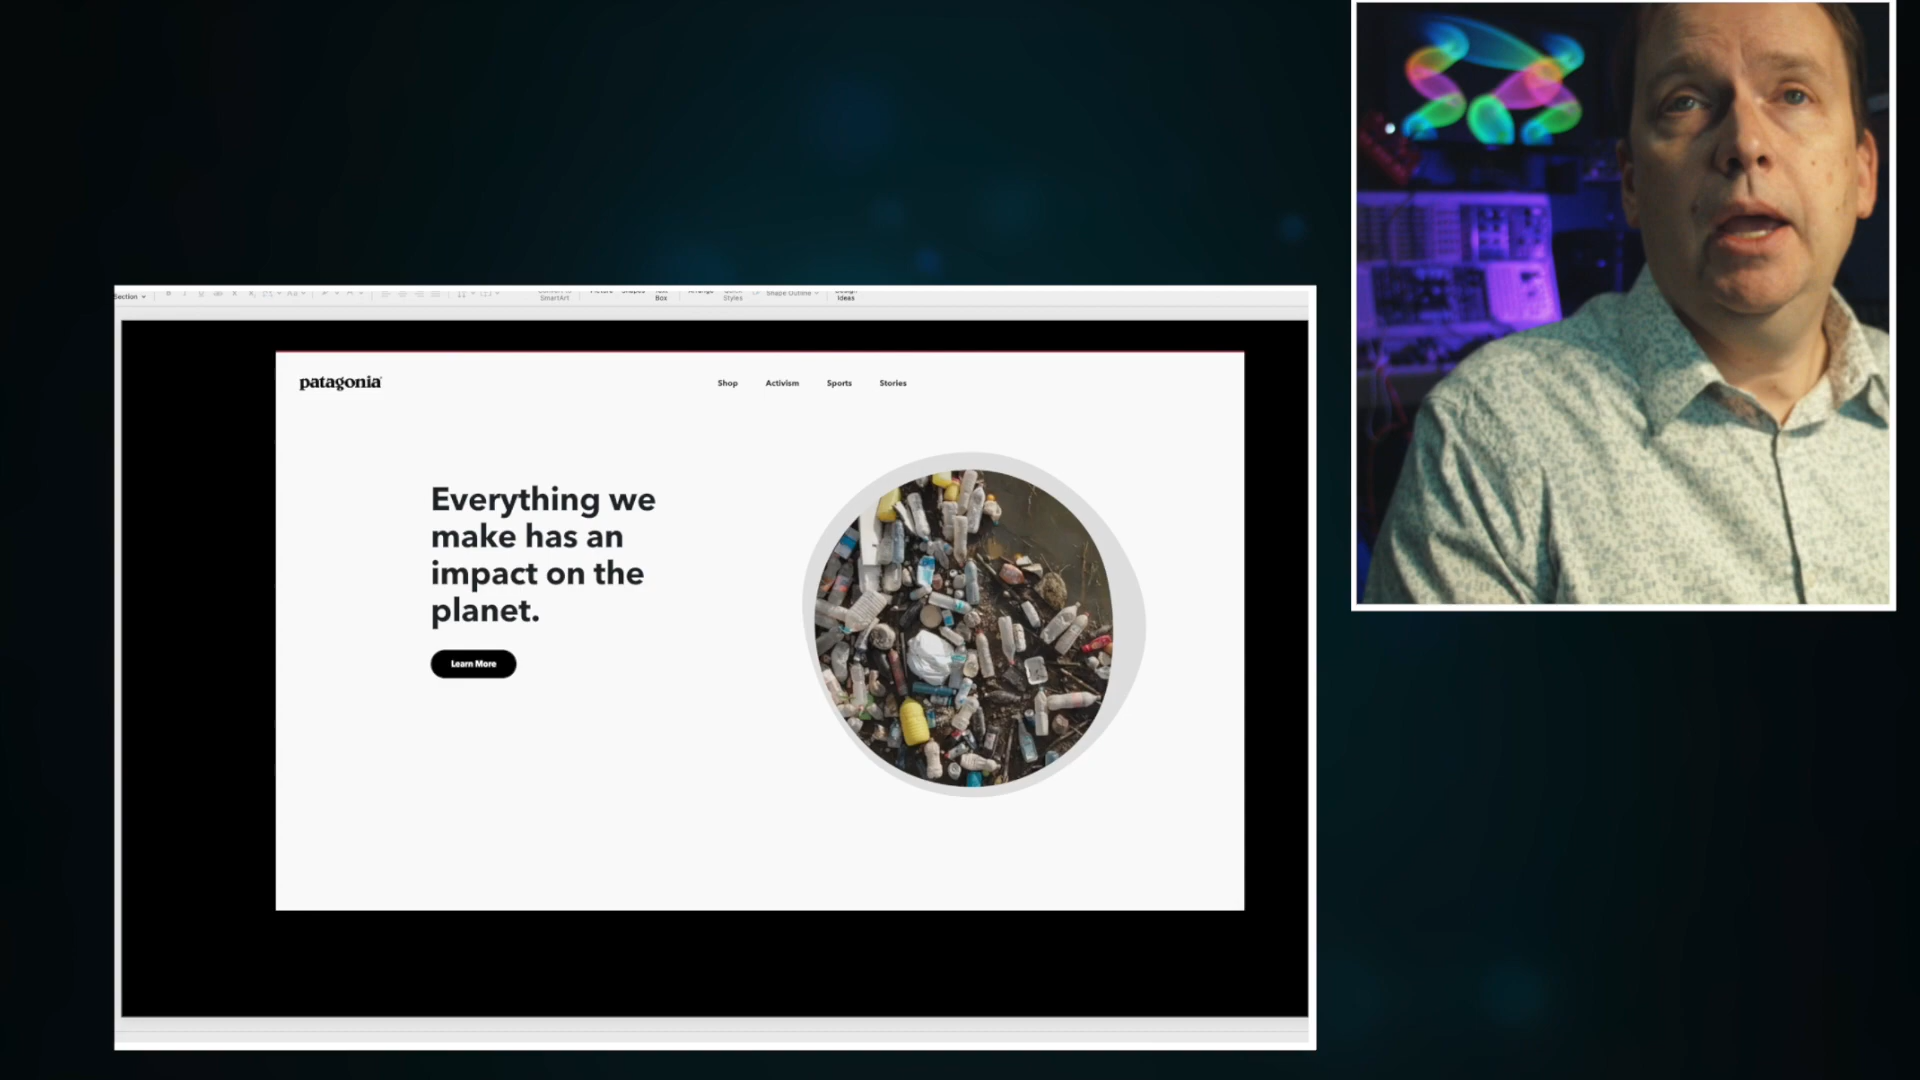 Section
SmartArt
Box
Styles
Shape Outline
Ideas
patagonia
Shop Activism Sports Stories
Everything we
make has an
impact on the
planet.
Learn More